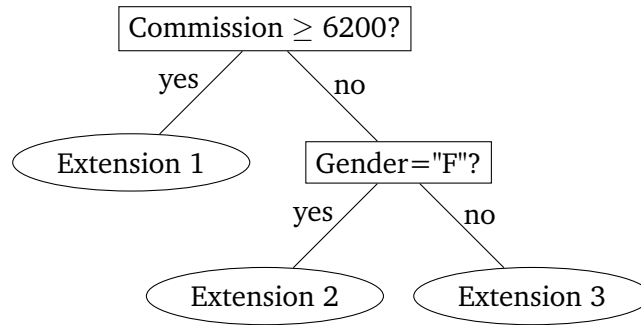 Commission ≥ 6200?
yes
no
Extension 1
Gender="F"?
yes
no
Extension 2
Extension 3